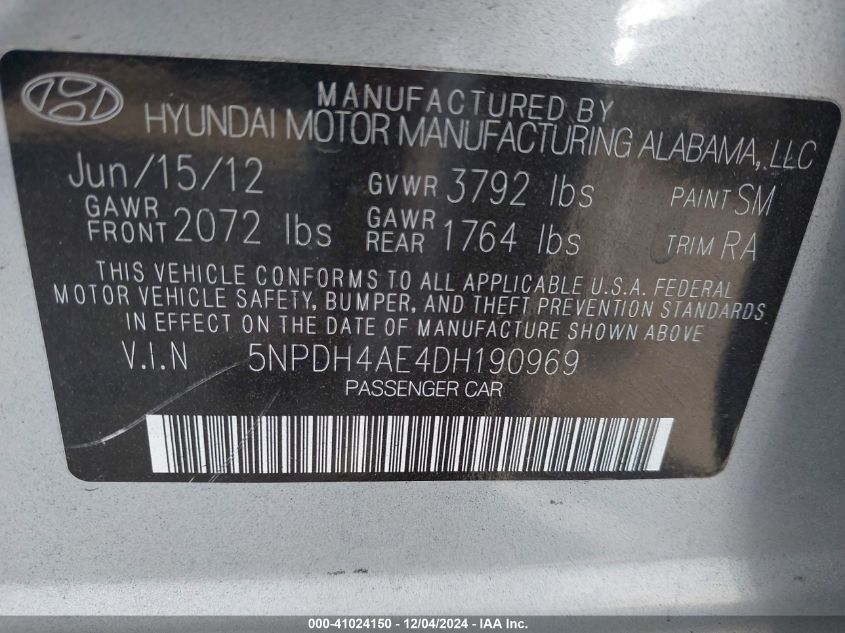 MANUFACTURED BY
HYUNDAI MOTOR MANUFACTURING ALABAMA, LLC
Jun/15/12 GVWR 3792 lbs PAINT SM
GAWR FRONT 2072 lbs GAWR REAR 1764 lbs TRIM RA
THIS VEHICLE CONFORMS TO ALL APPLICABLE U.S.A. FEDERAL
MOTOR VEHICLE SAFETY, BUMPER, AND THEFT PREVENTION STANDARDS
IN EFFECT ON THE DATE OF MANUFACTURE SHOWN ABOVE
V.I.N 5NPDH4AE4DH190969
PASSENGER CAR
000-41024150 - 12/04/2024 - IAA Inc.